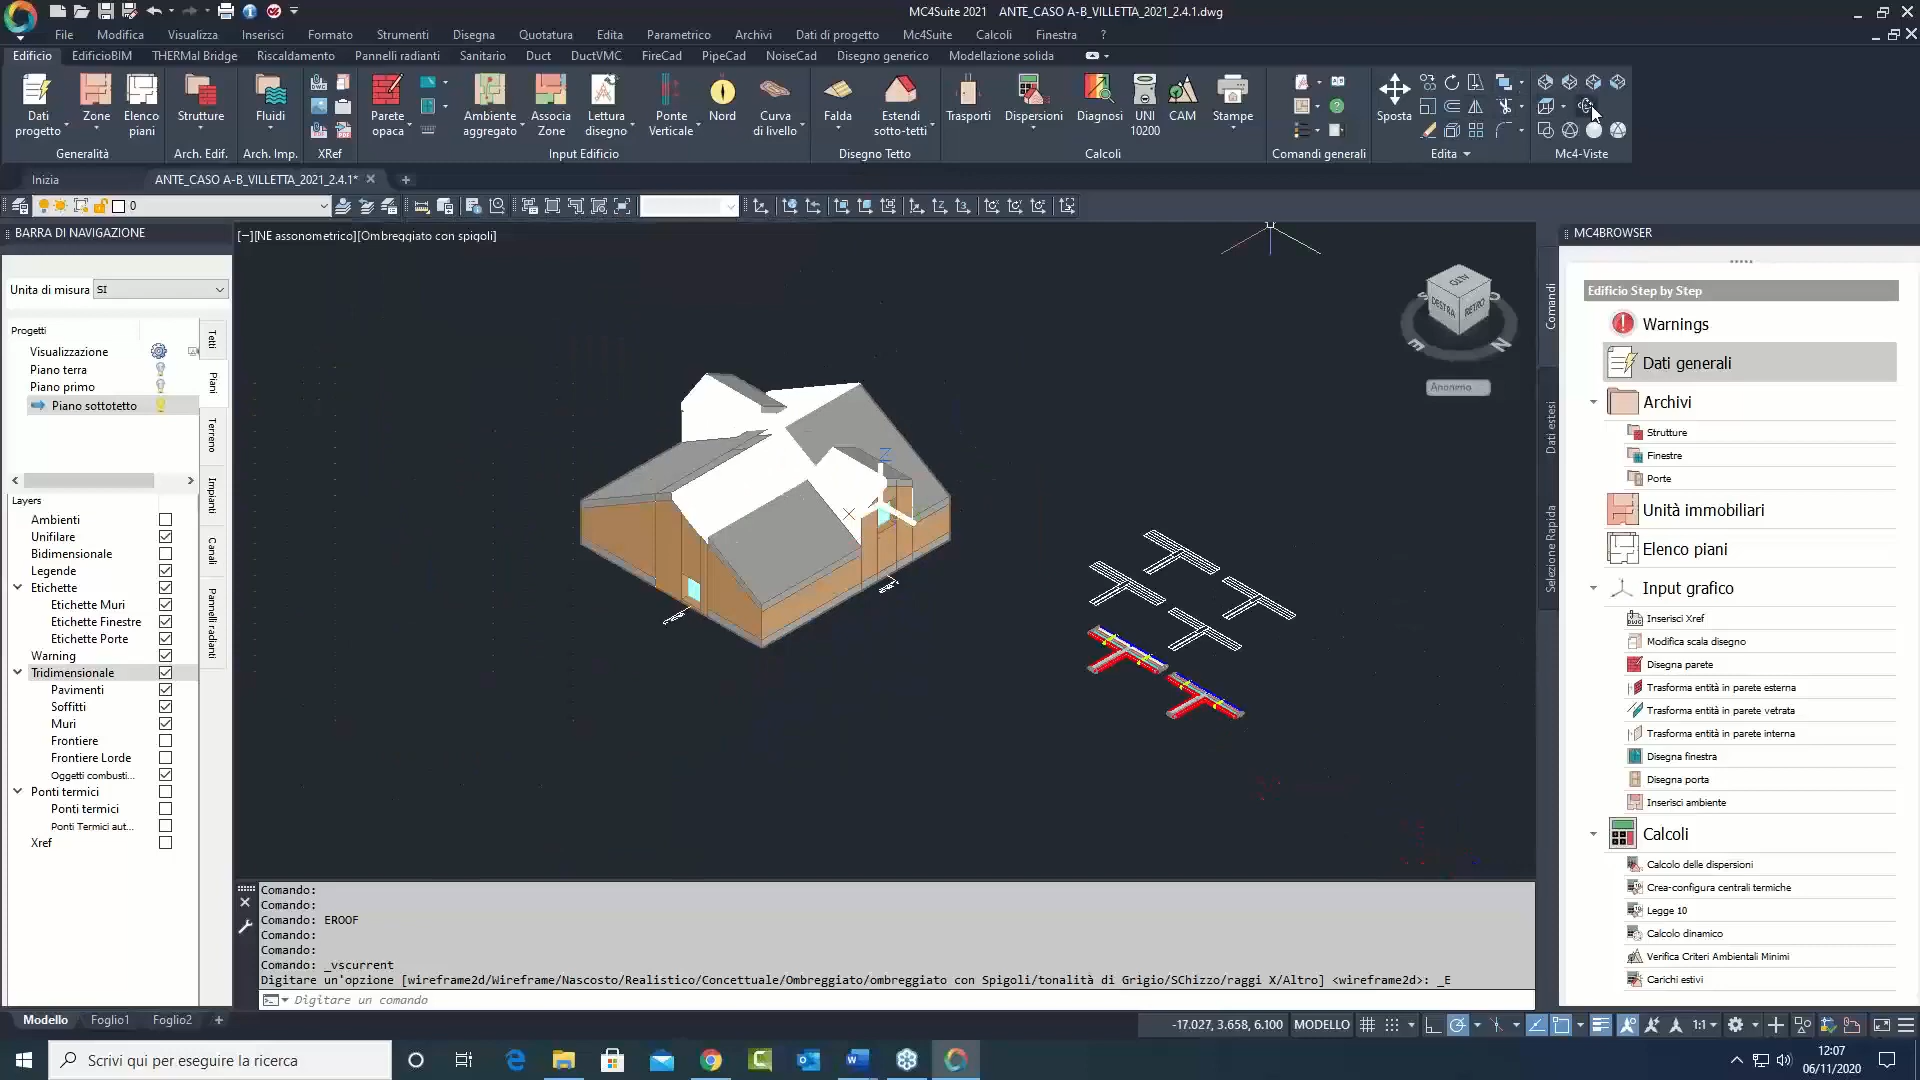 MC4Suite 2021 ANTE_CASO A-B_VILLETTA_2021_2.4.1.dwg
File Modifica Visualizza Inserisci Formato Strumenti Disegna Quotatura Edita Parametrico Archivi Dati di progetto Mc4Suite Calcoli Finestra ?
Edificio EdificioBIM THERMal Bridge Riscaldamento Pannelli radianti Sanitario Duct DuctVMC FireCad PipeCad NoiseCad Disegno generico Modellazione solida
Dati progetto Zone Elenco piani Strutture Fluidi Parete opaca Ambiente aggregato Associa Zone Lettura disegno Ponte Verticale Nord Curva di livello Falda Estendi sotto-tetti Trasporti Dispersioni Diagnosi UNI 10200 CAM Stampe Sposta
Generalità Arch. Edif. Arch. Imp. XRef Input Edificio Disegno Tetto Calcoli Comandi generali Edita Mc4-Viste
Inizia ANTE_CASO A-B_VILLETTA_2021_2.4.1* +
0
BARRA DI NAVIGAZIONE
Unita di misura SI
Progetti
Visualizzazione
Piano terra
Piano primo
Piano sottotetto
Tetti
Piani
Terreno
Impianti
Canali
Pannelli radianti
Layers
Ambienti
Unifilare
Bidimensionale
Legende
Etichette
Etichette Muri
Etichette Finestre
Etichette Porte
Warning
Tridimensionale
Pavimenti
Soffitti
Muri
Frontiere
Frontiere Lorde
Oggetti combusti...
Ponti termici
Ponti termici
Ponti Termici aut...
Xref
[−][NE assonometrico][Ombreggiato con spigoli]
ALTO
DESTRA RETRO
E N
Anonimo
Z
Comandi
Dati estesi
Selezione Rapida
MC4BROWSER
Edificio Step by Step
Warnings
Dati generali
Archivi
Strutture
Finestre
Porte
Unità immobiliari
Elenco piani
Input grafico
Inserisci Xref
Modifica scala disegno
Disegna parete
Trasforma entità in parete esterna
Trasforma entità in parete vetrata
Trasforma entità in parete interna
Disegna finestra
Disegna porta
Inserisci ambiente
Calcoli
Calcolo delle dispersioni
Crea-configura centrali termiche
Legge 10
Calcolo dinamico
Verifica Criteri Ambientali Minimi
Carichi estivi
Comando:
Comando:
Comando: EROOF
Comando:
Comando:
Comando: _vscurrent
Digitare un'opzione [wireframe2d/Wireframe/Nascosto/Realistico/Concettuale/Ombreggiato/ombreggiato con Spigoli/tonalità di Grigio/SChizzo/raggi X/Altro] <wireframe2d>: _E
Digitare un comando
Modello Foglio1 Foglio2 +
-17.027, 3.658, 6.100 MODELLO 1:1
Scrivi qui per eseguire la ricerca
12:07
06/11/2020